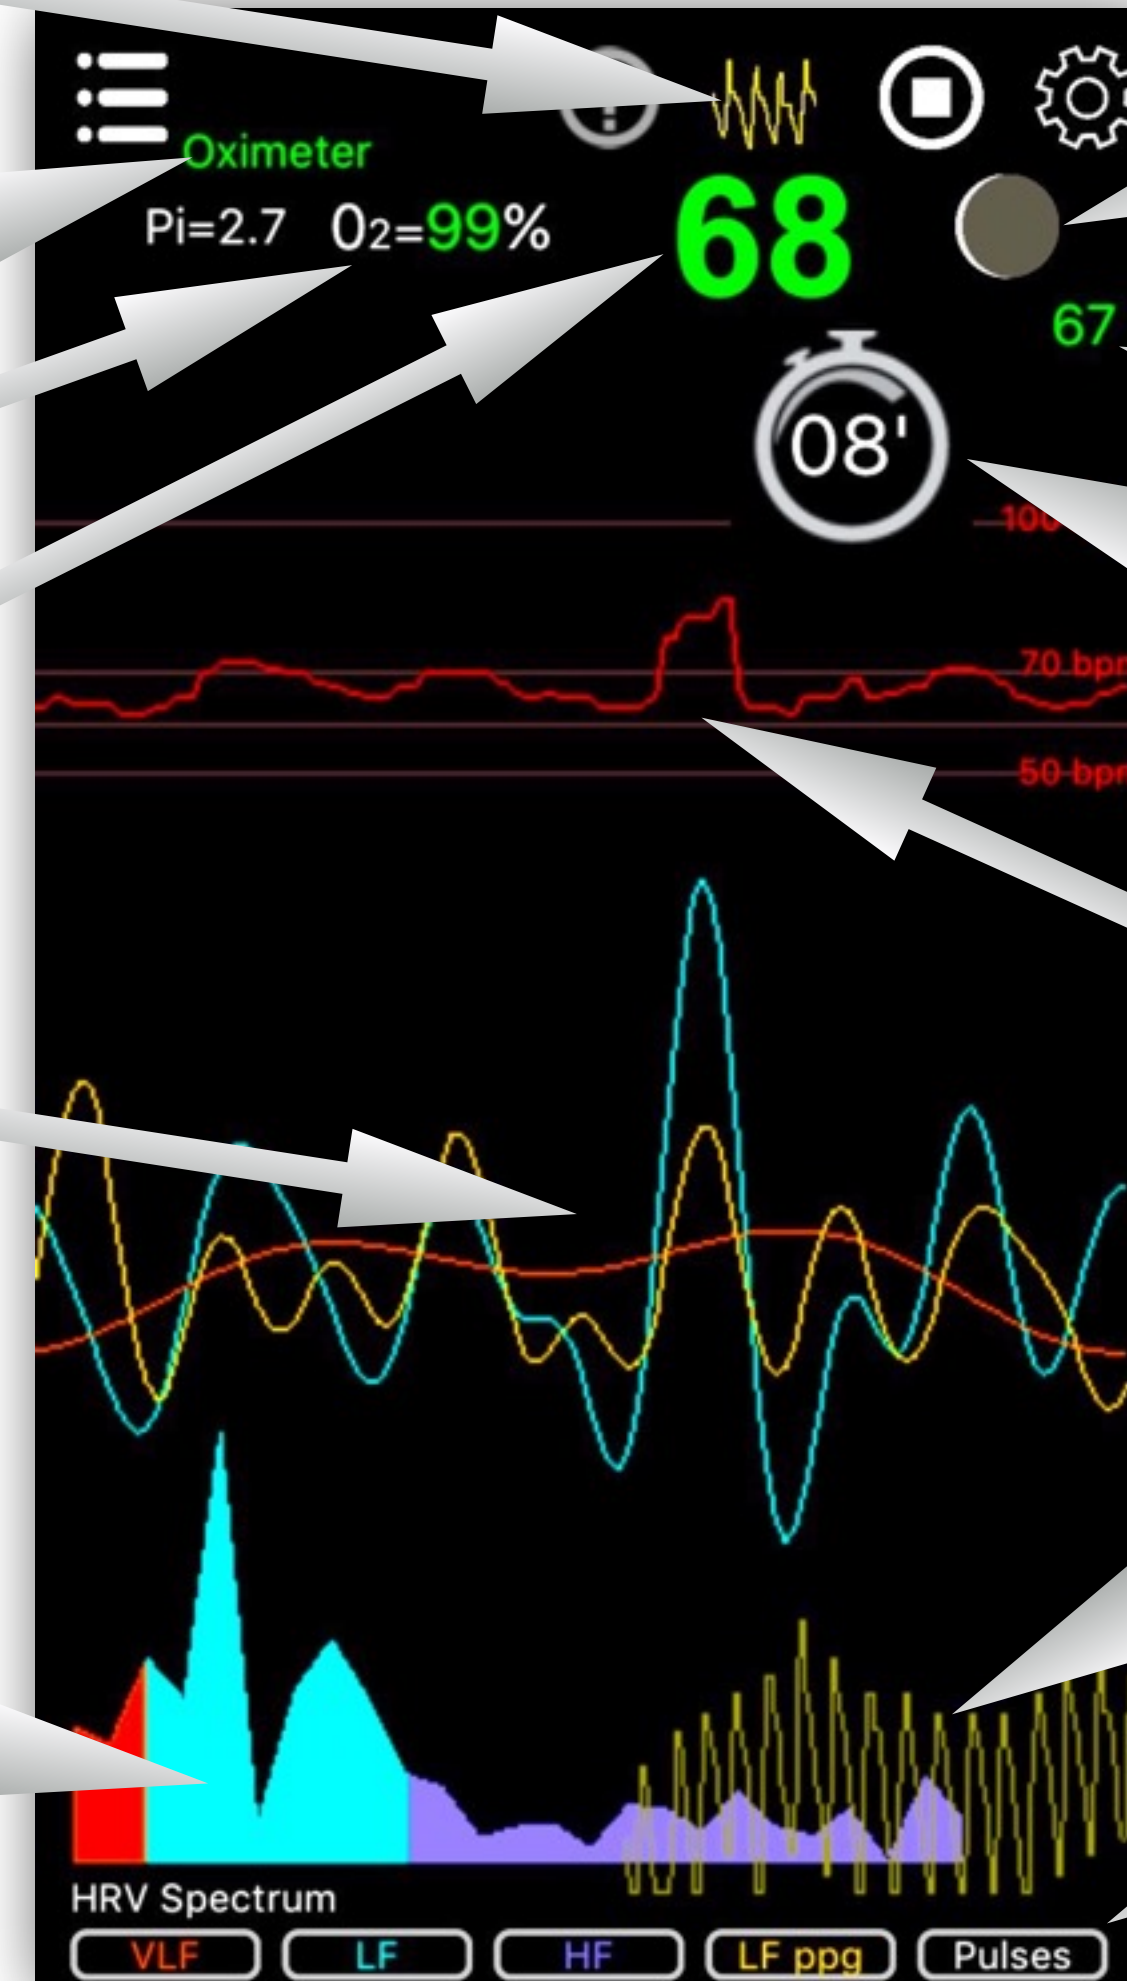 Oximeter
Pi=2.7 O2=99%
68
67
08'
100
70 bpm
50 bpm
HRV Spectrum
VLF LF HF LF ppg Pulses